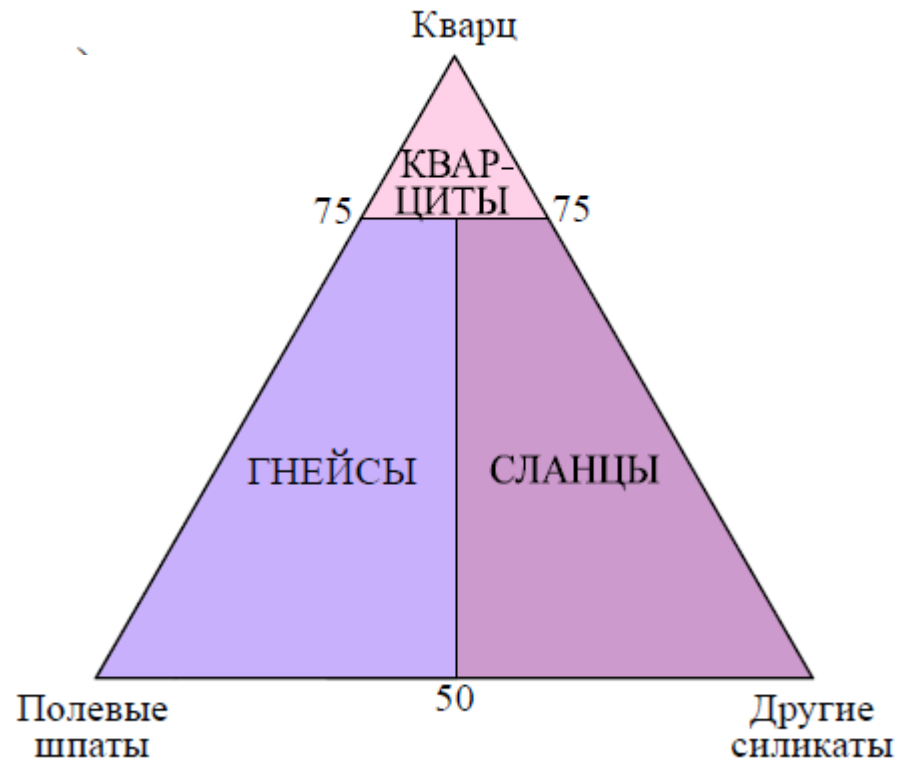 Кварц
КВАР-
ЦИТЫ
75
75
ГНЕЙСЫ
СЛАНЦЫ
50
Полевые
шпаты
Другие
силикаты